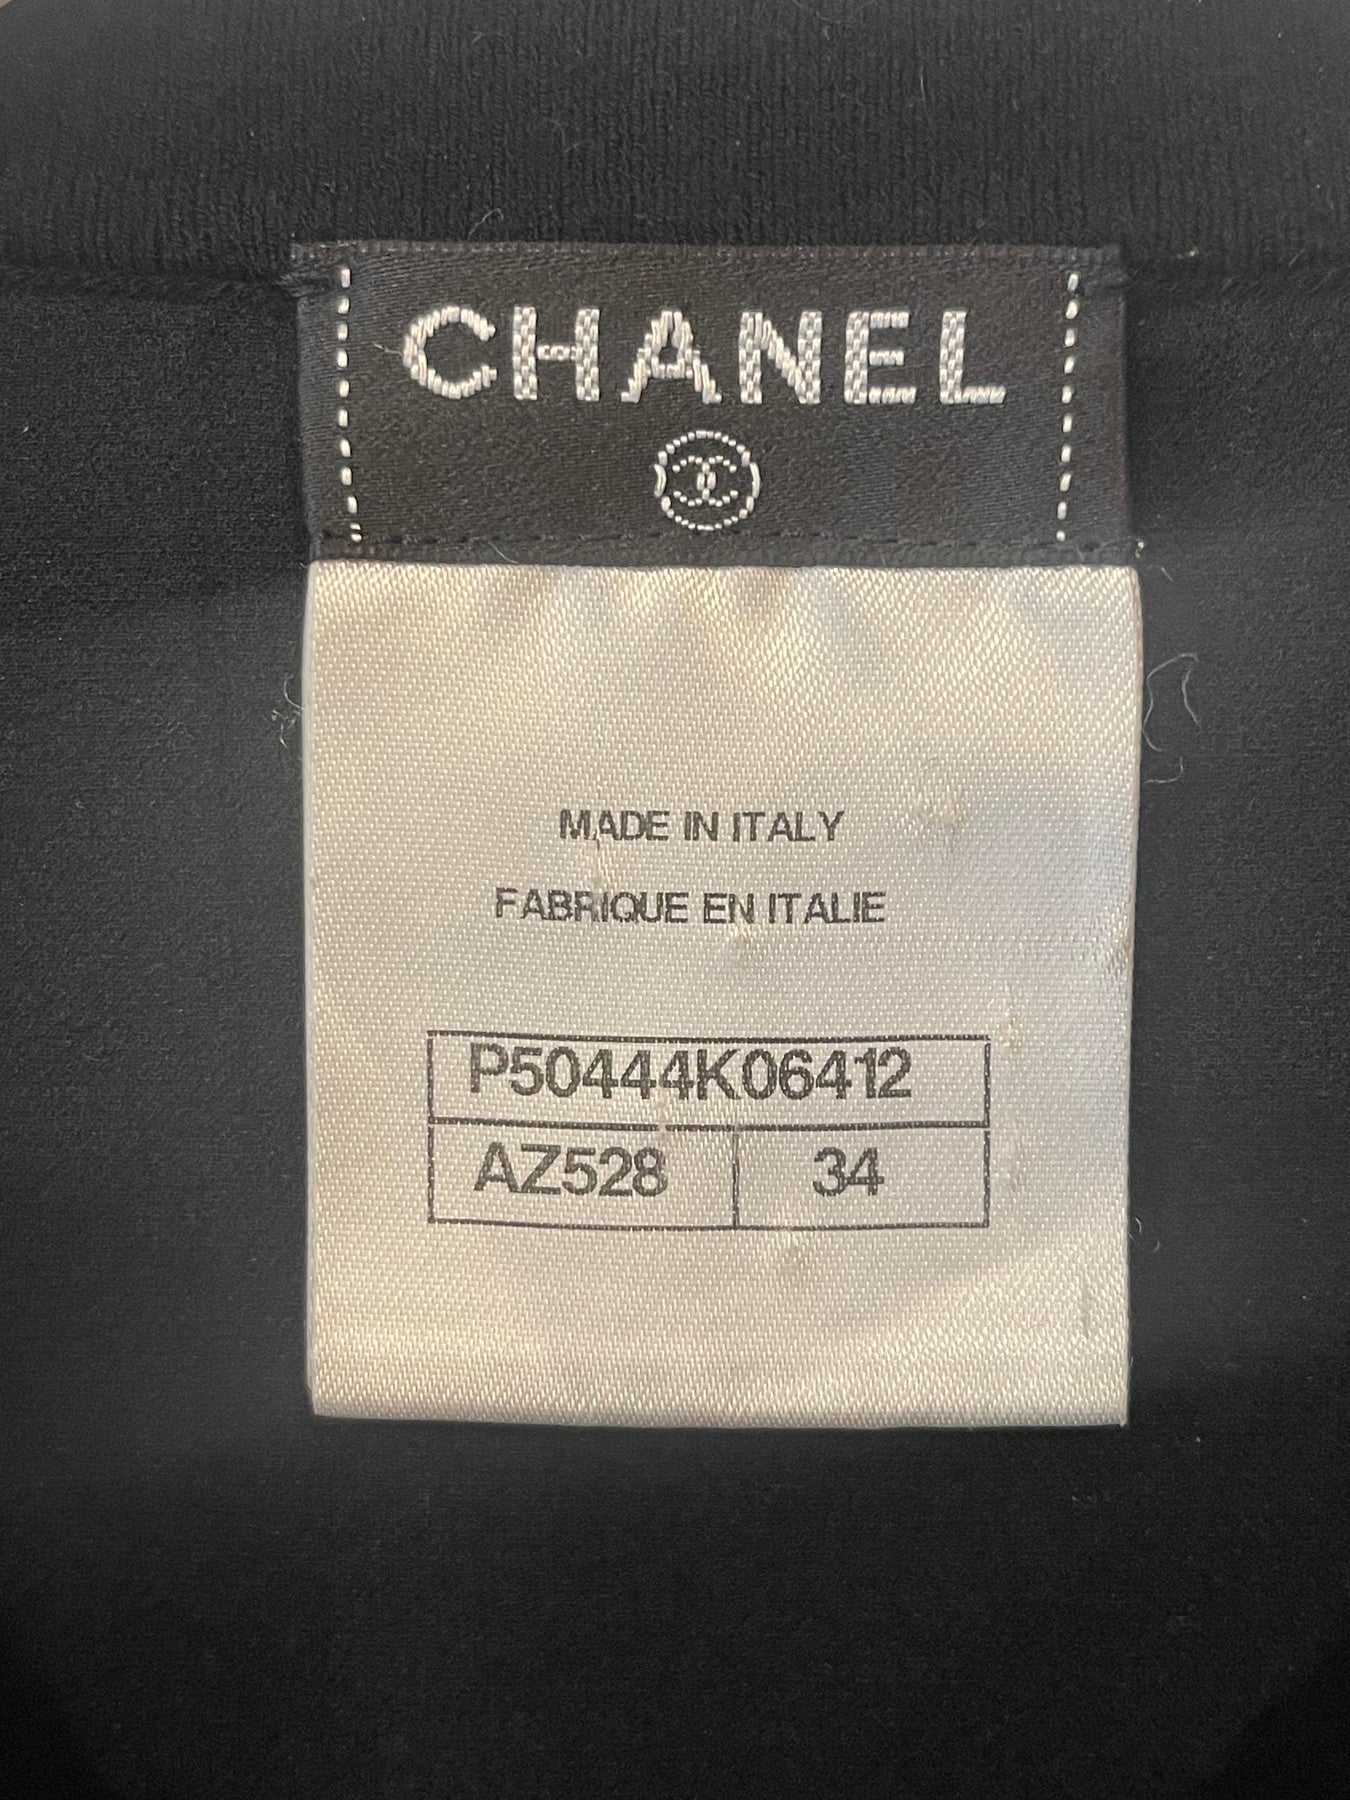 CHANEL
MADE IN ITALY
FABRIQUE EN ITALIE
P50444K06412
AZ528 34